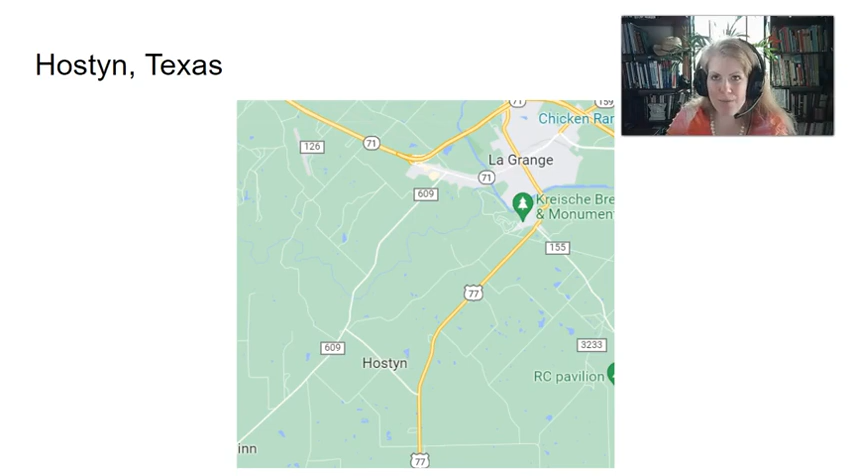 Hostyn, Texas
71
159
Chicken Ran
126
71
La Grange
71
609
Kreische Bre
& Monumen
155
77
3233
609
Hostyn
RC pavilion
inn
77